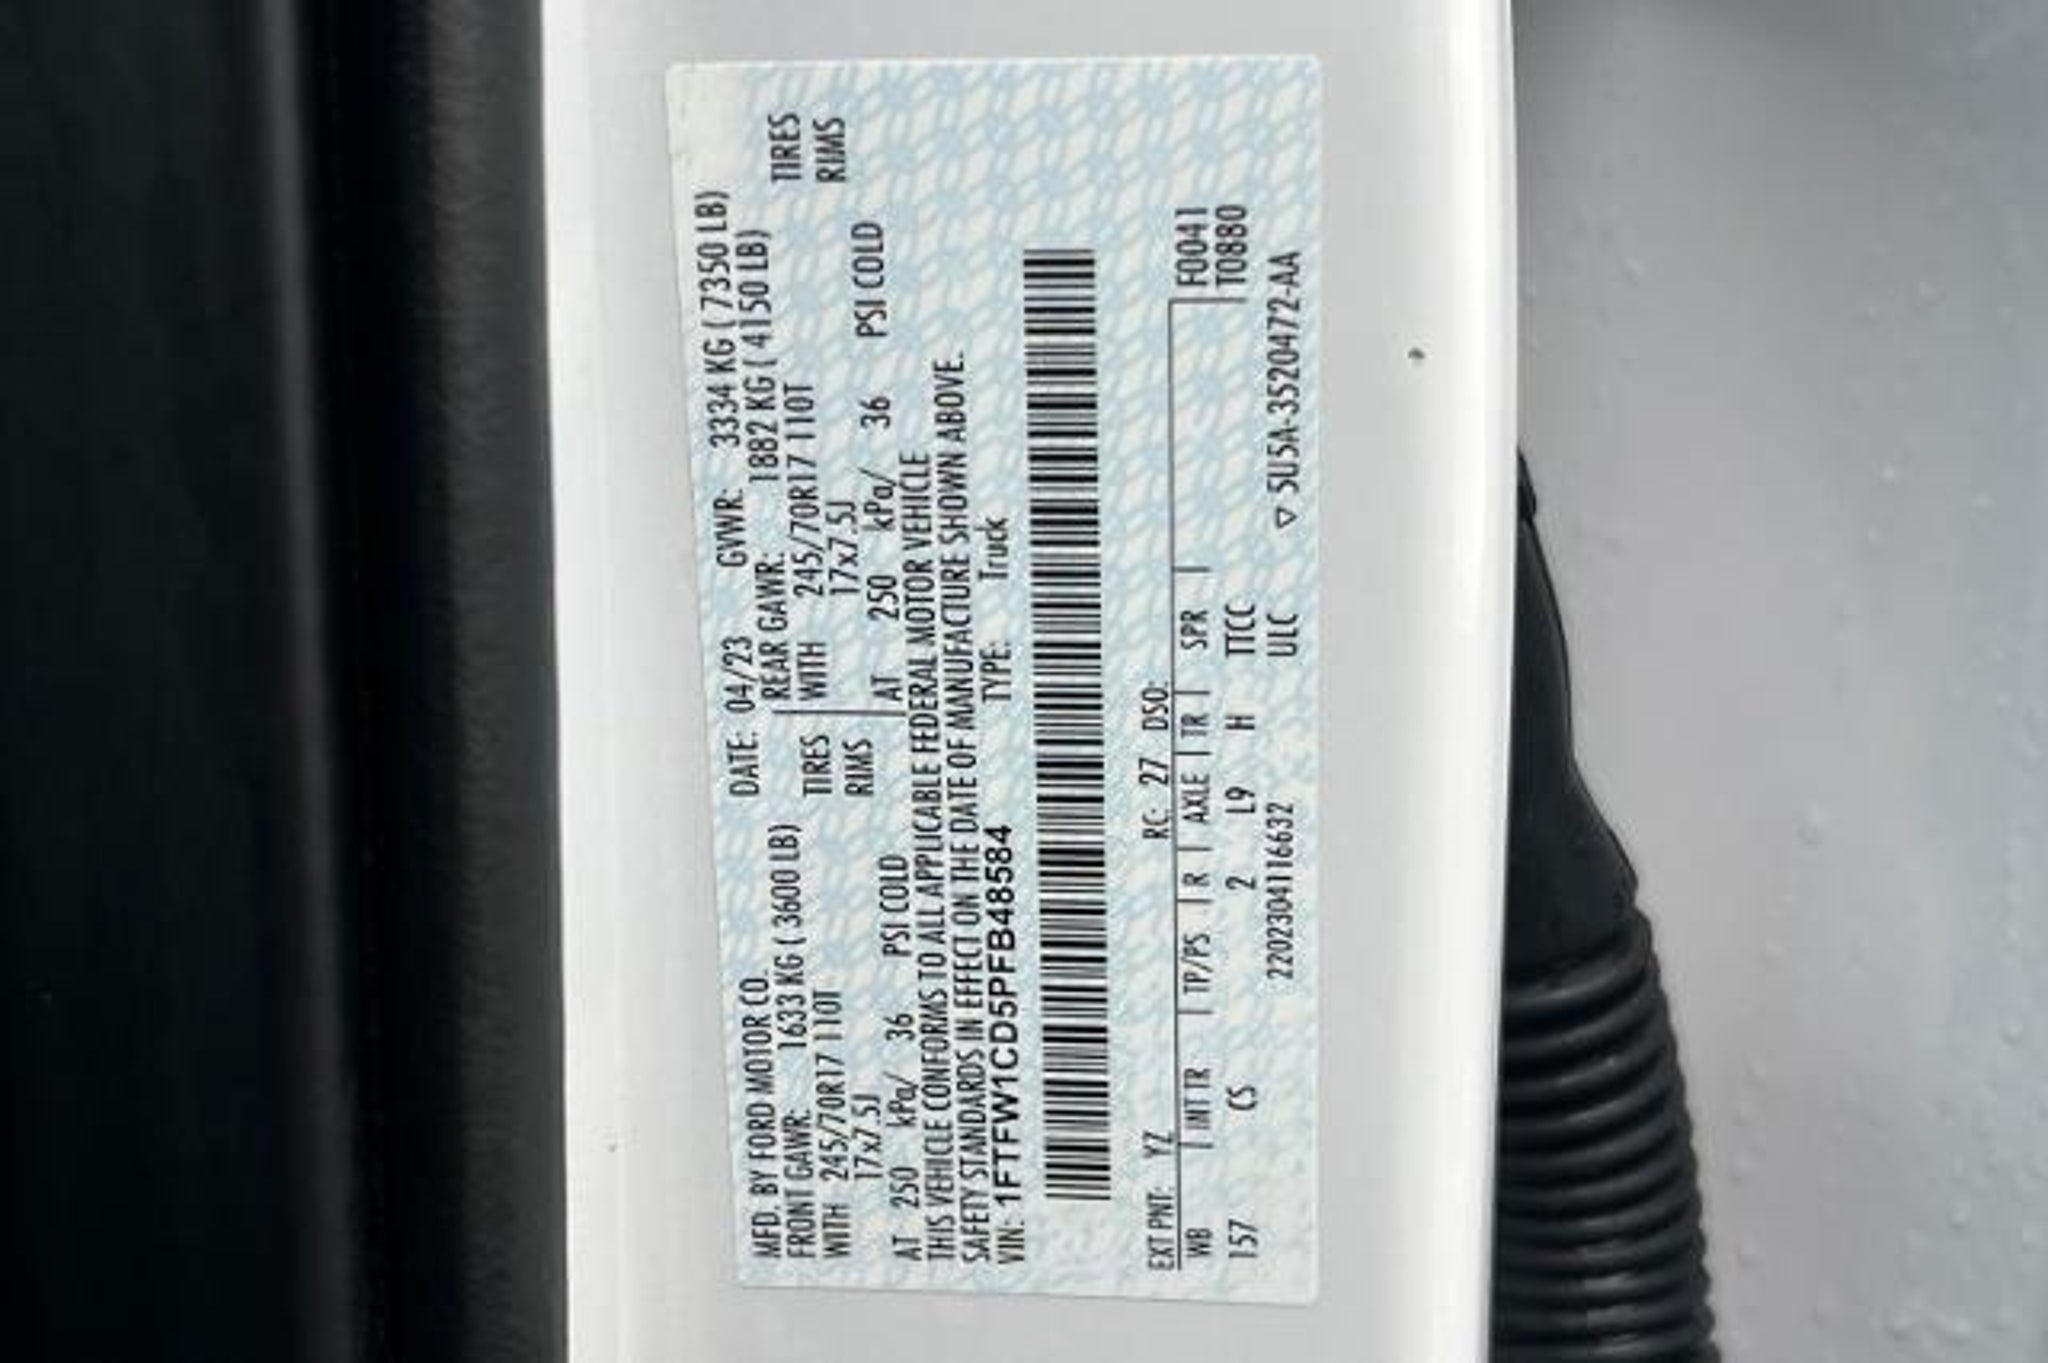 MFD. BY FORD MOTOR CO. DATE: 04/23 GVWR: 3334 KG ( 7350 LB)
FRONT GAWR: 1633 KG ( 3600 LB) REAR GAWR: 1882 KG ( 4150 LB)
WITH 245/70R17 110T TIRES WITH 245/70R17 110T TIRES
17x7.5J RIMS 17x7.5J RIMS
AT 250 kPa/ 36 PSI COLD AT 250 kPa/ 36 PSI COLD
THIS VEHICLE CONFORMS TO ALL APPLICABLE FEDERAL MOTOR VEHICLE
SAFETY STANDARDS IN EFFECT ON THE DATE OF MANUFACTURE SHOWN ABOVE.
VIN: 1FTFW1CD5PFB48584 TYPE: Truck
EXT PNT: YZ RC: 27 DSO:
WB INT TR TP/PS R AXLE TR SPR F0041
157 CS 2 L9 H TTCC T0880
220230416632 ULC ▽ 5U5A-3520472-AA